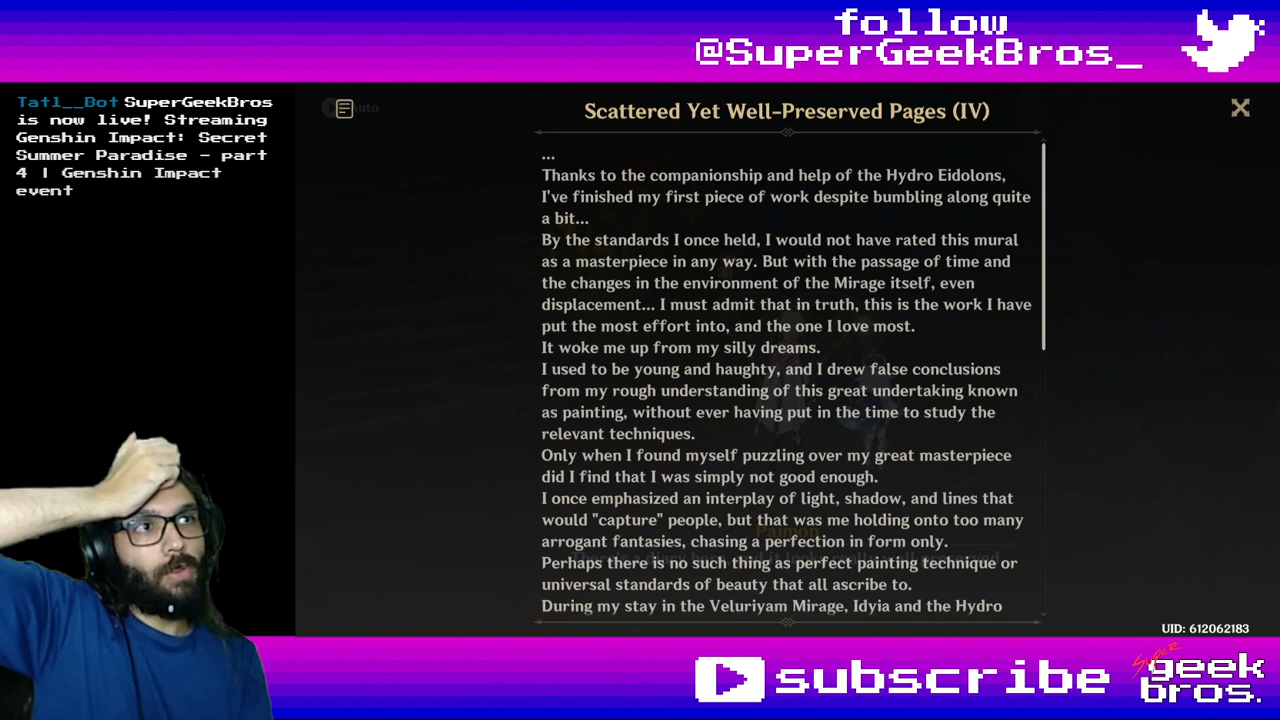 follow
@SuperGeekBros_
Tatl__Bot SuperGeekBros
is now live! Streaming
Genshin Impact: Secret
Summer Paradise - part
4 | Genshin Impact
event
Auto
Scattered Yet Well-Preserved Pages (IV)
...
Thanks to the companionship and help of the Hydro Eidolons,
I've finished my first piece of work despite bumbling along quite
a bit...
By the standards I once held, I would not have rated this mural
as a masterpiece in any way. But with the passage of time and
the changes in the environment of the Mirage itself, even
displacement... I must admit that in truth, this is the work I have
put the most effort into, and the one I love most.
It woke me up from my silly dreams.
I used to be young and haughty, and I drew false conclusions
from my rough understanding of this great undertaking known
as painting, without ever having put in the time to study the
relevant techniques.
Only when I found myself puzzling over my great masterpiece
did I find that I was simply not good enough.
I once emphasized an interplay of light, shadow, and lines that
would "capture" people, but that was me holding onto too many
Paimon
arrogant fantasies, chasing a perfection in form only.
Perhaps there is no such thing as perfect painting technique or
universal standards of beauty that all ascribe to.
During my stay in the Veluriyam Mirage, Idyia and the Hydro
UID: 612062183
subscribe
SUPER
geek
bros.